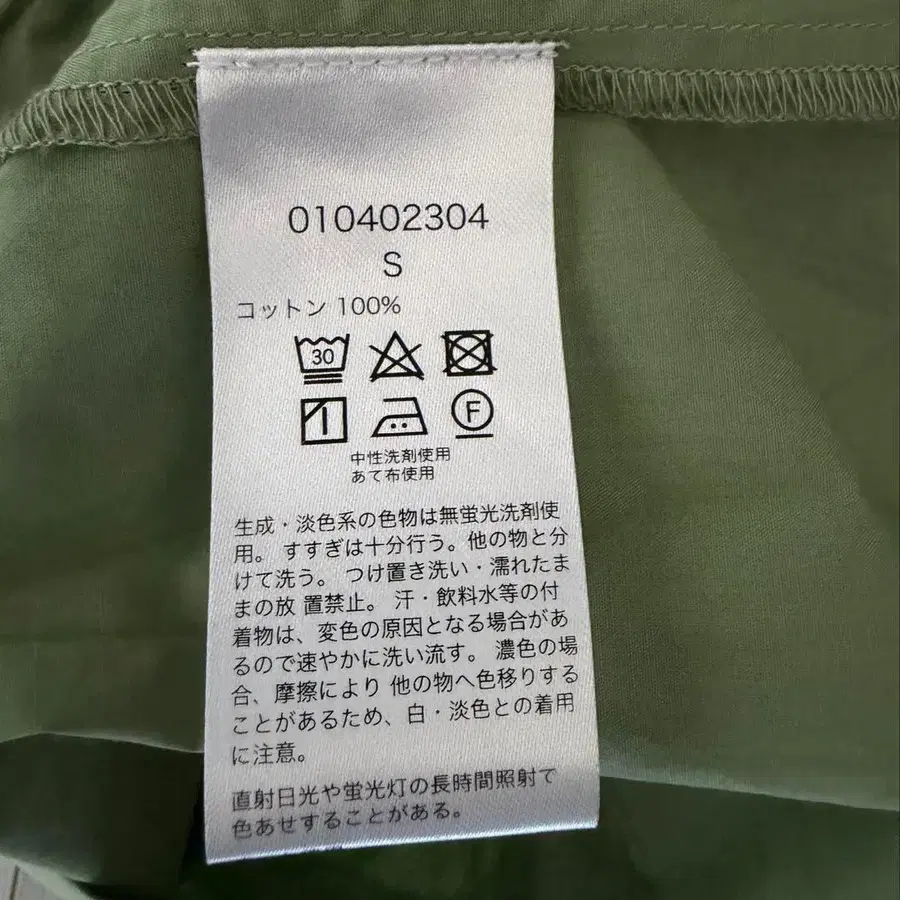 010402304
S
コットン 100%
30
F
中性洗剤使用
あて布使用
生成・淡色系の色物は無蛍光洗剤使
用。 すすぎは十分行う。他の物と分
けて洗う。 つけ置き洗い・濡れたま
まの放 置禁止。 汗・飲料水等の付
着物は、変色の原因となる場合があ
るので速やかに洗い流す。 濃色の場
合、摩擦により 他の物へ色移りする
ことがあるため、白・淡色との着用
に注意。
直射日光や蛍光灯の長時間照射で
色あせすることがある。